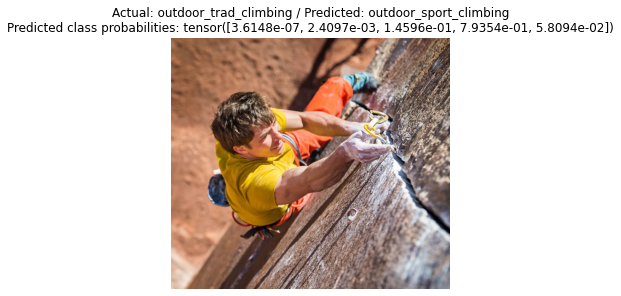 Actual: outdoor_trad_climbing / Predicted: outdoor_sport_climbing
Predicted class probabilities: tensor([3.6148e-07, 2.4097e-03, 1.4596e-01, 7.9354e-01, 5.8094e-02])